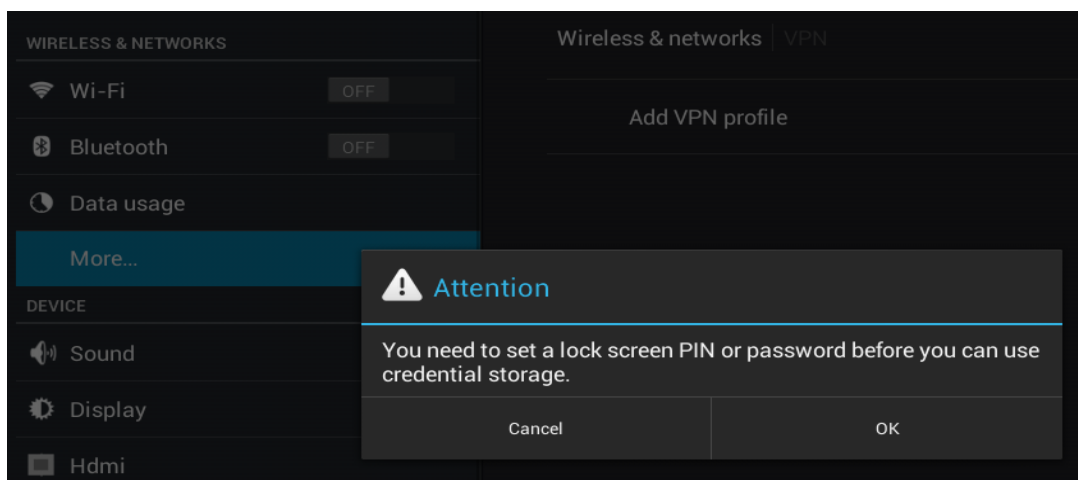 WIRELESS & NETWORKS
Wi-Fi
OFF
Bluetooth
OFF
Data usage
More...
DEVICE
Sound
Display
Hdmi
Wireless & networks | VPN
Add VPN profile
Attention
You need to set a lock screen PIN or password before you can use
credential storage.
Cancel
OK